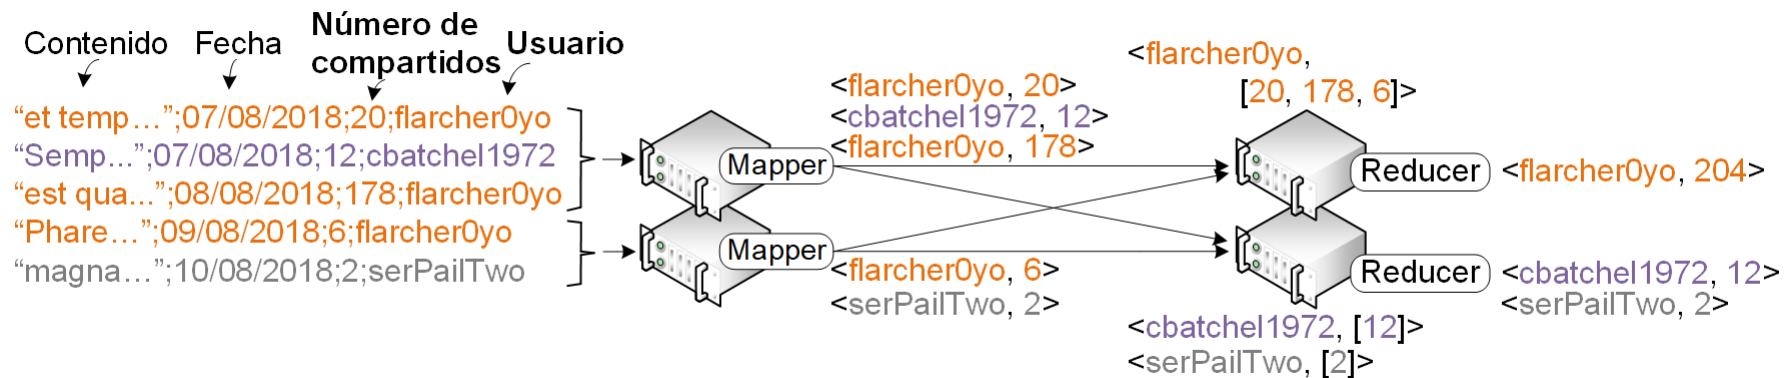 Contenido
Fecha
Número de
compartidos
Usuario
“et temp…”;07/08/2018;20;flarcher0yo
“Semp...”;07/08/2018;12;cbatchel1972
“est qua...”;08/08/2018;178;flarcher0yo
“Phare…”;09/08/2018;6;flarcher0yo
“magna…”;10/08/2018;2;serPailTwo
Mapper
Mapper
<flarcher0yo, 20>
<cbatchel1972, 12>
<flarcher0yo, 178>
<flarcher0yo, 6>
<serPailTwo, 2>
<flarcher0yo,
[20, 178, 6]>
Reducer
<flarcher0yo, 204>
Reducer
<cbatchel1972, 12>
<serPailTwo, 2>
<cbatchel1972, [12]>
<serPailTwo, [2]>